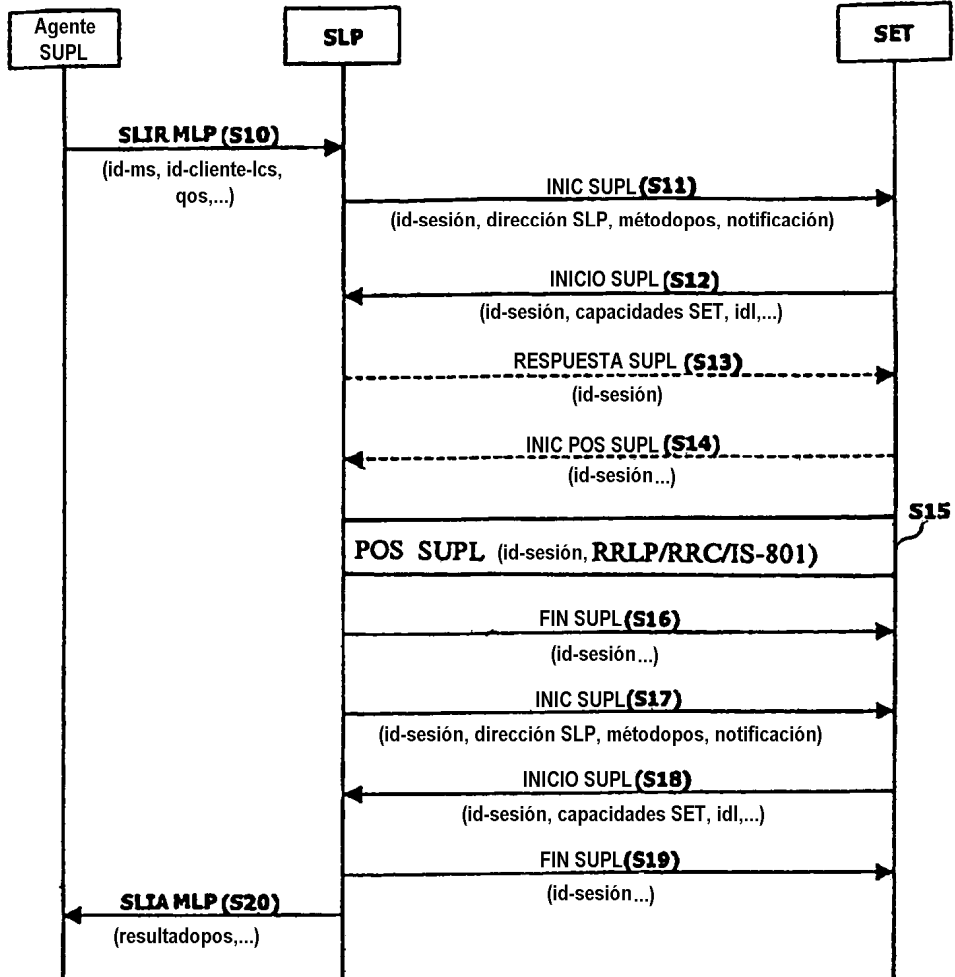 Agente
SUPL
SLP
SET
SLIR MLP (S10)
(id-ms, id-cliente-lcs,
qos,...)
INIC SUPL (S11)
(id-sesión, dirección SLP, métodopos, notificación)
INICIO SUPL (S12)
(id-sesión, capacidades SET, idl,...)
RESPUESTA SUPL (S13)
(id-sesión)
INIC POS SUPL (S14)
(id-sesión...)
S15
POS SUPL (id-sesión, RRLP/RRC/IS-801)
FIN SUPL (S16)
(id-sesión...)
INIC SUPL (S17)
(id-sesión, dirección SLP, métodopos, notificación)
INICIO SUPL (S18)
(id-sesión, capacidades SET, idl,...)
FIN SUPL (S19)
(id-sesión...)
SLIA MLP (S20)
(resultadopos,...)